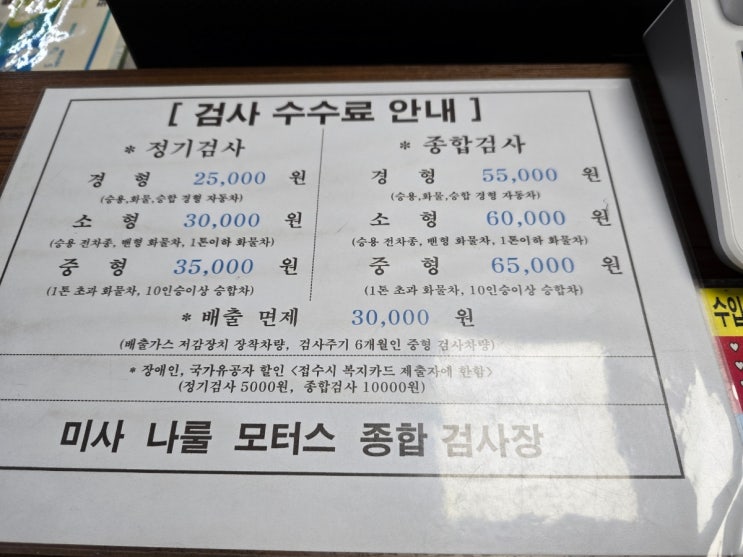 [ 검사 수수료 안내 ]
* 정기검사
경 형 25,000 원
(승용,화물,승합 경형 자동차)
소 형 30,000 원
(승용 전차종, 밴형 화물차, 1톤이하 화물차)
중 형 35,000 원
(1톤 초과 화물차, 10인승이상 승합차)
* 종합검사
경 형 55,000 원
(승용,화물,승합 경형 자동차)
소 형 60,000 원
(승용 전차종, 밴형 화물차, 1톤이하 화물차)
중 형 65,000 원
(1톤 초과 화물차, 10인승이상 승합차)
* 배출 면제 30,000 원
(배출가스 저감장치 장착차량, 검사주기 6개월인 중형 검사차량)
* 장애인, 국가유공자 할인 <접수시 복지카드 제출자에 한함>
(정기검사 5000원, 종합검사 10000원)
미사 나룰 모터스 종합 검사장
수입